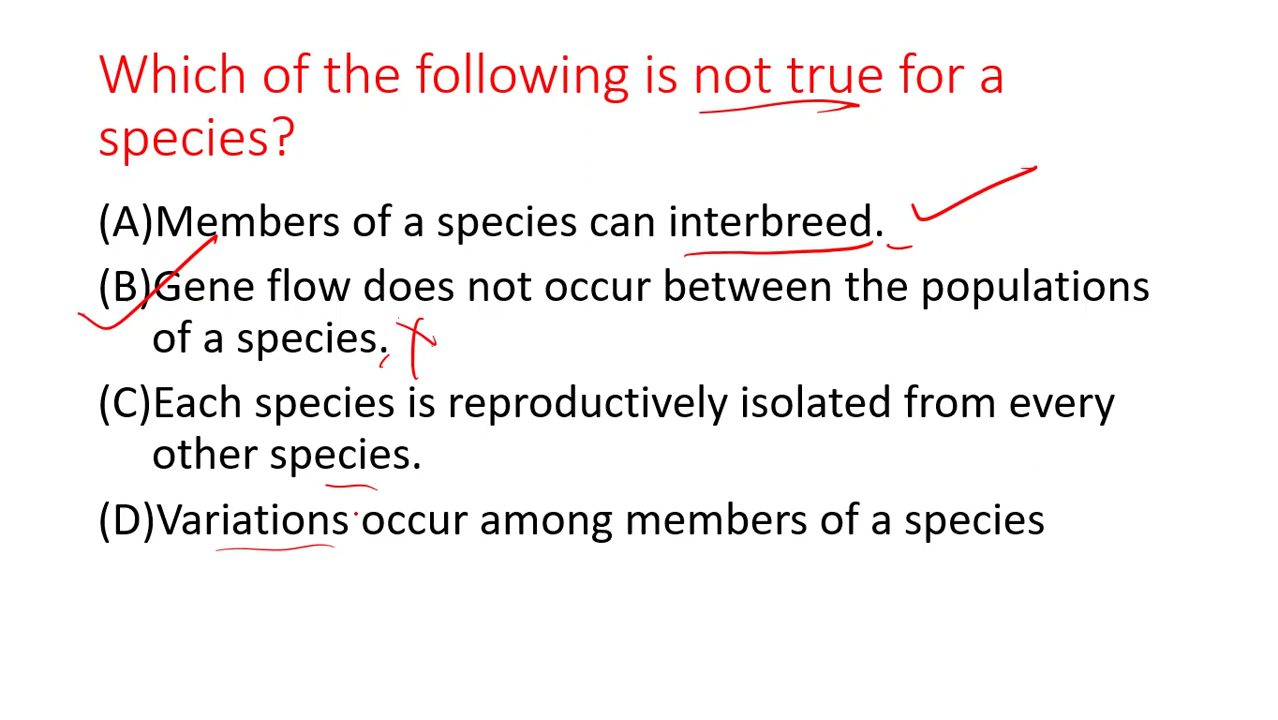 Which of the following is not true for a
species?
(A)Members of a species can interbreed.
(B)Gene flow does not occur between the populations
of a species.
(C)Each species is reproductively isolated from every
other species.
(D)Variations occur among members of a species